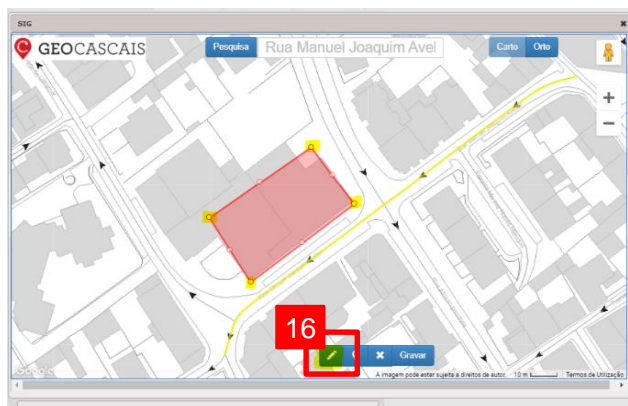 SIG
GEOCASCAIS
Pesquisa
Rua Manuel Joaquim Avel
Carto
Orto
16
Gravar
Google
A imagem pode estar sujeita a direitos de autor.
10 m
Termos de Utilização